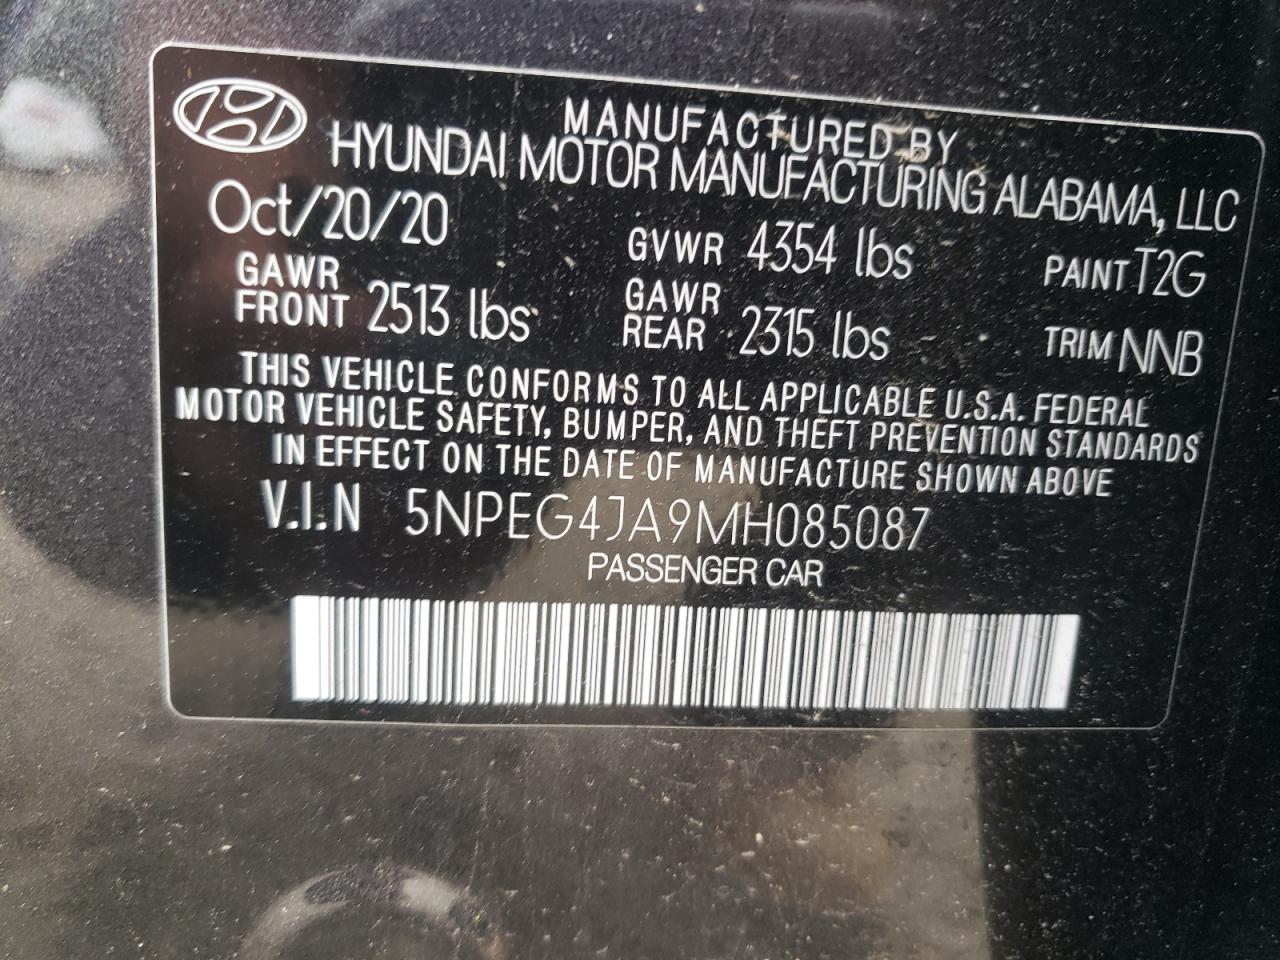 MANUFACTURED BY
HYUNDAI MOTOR MANUFACTURING ALABAMA, LLC
Oct/20/20 GVWR 4354 lbs PAINT T2G
GAWR FRONT 2513 lbs GAWR REAR 2315 lbs TRIM NNB
THIS VEHICLE CONFORMS TO ALL APPLICABLE U.S.A. FEDERAL
MOTOR VEHICLE SAFETY, BUMPER, AND THEFT PREVENTION STANDARDS
IN EFFECT ON THE DATE OF MANUFACTURE SHOWN ABOVE
V.I.N 5NPEG4JA9MH085087
PASSENGER CAR